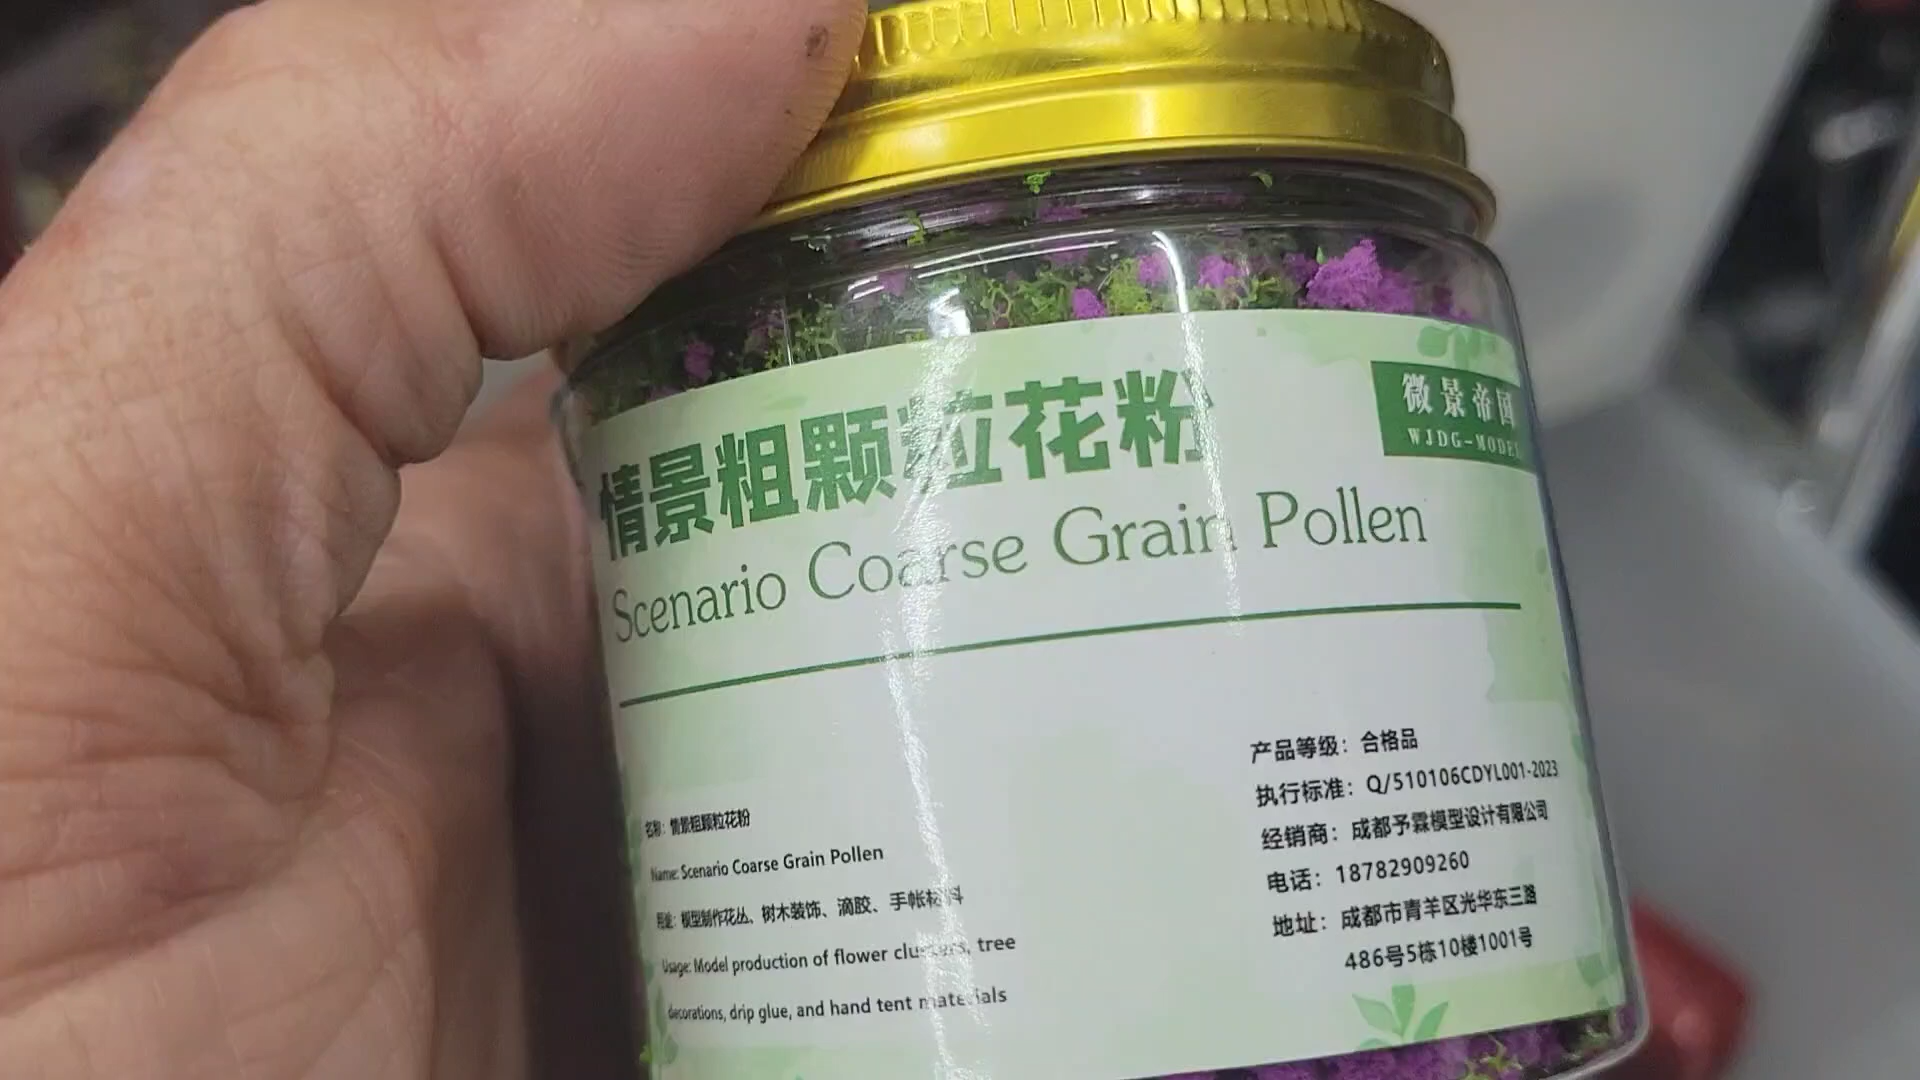 情景粗颗粒花粉
Scenario Coarse Grain Pollen
微景帝国
WJDG-MODEL
名称：情景粗颗粒花粉
Name: Scenario Coarse Grain Pollen
用途：模型制作花丛、树木装饰、滴胶、手帐材料
Usage: Model production of flower clusters, tree
decorations, drip glue, and hand tent materials
产品等级：合格品
执行标准：Q/510106CDYL001-2023
经销商：成都予霖模型设计有限公司
电话：18782909260
地址：成都市青羊区光华东三路
486号5栋10楼1001号